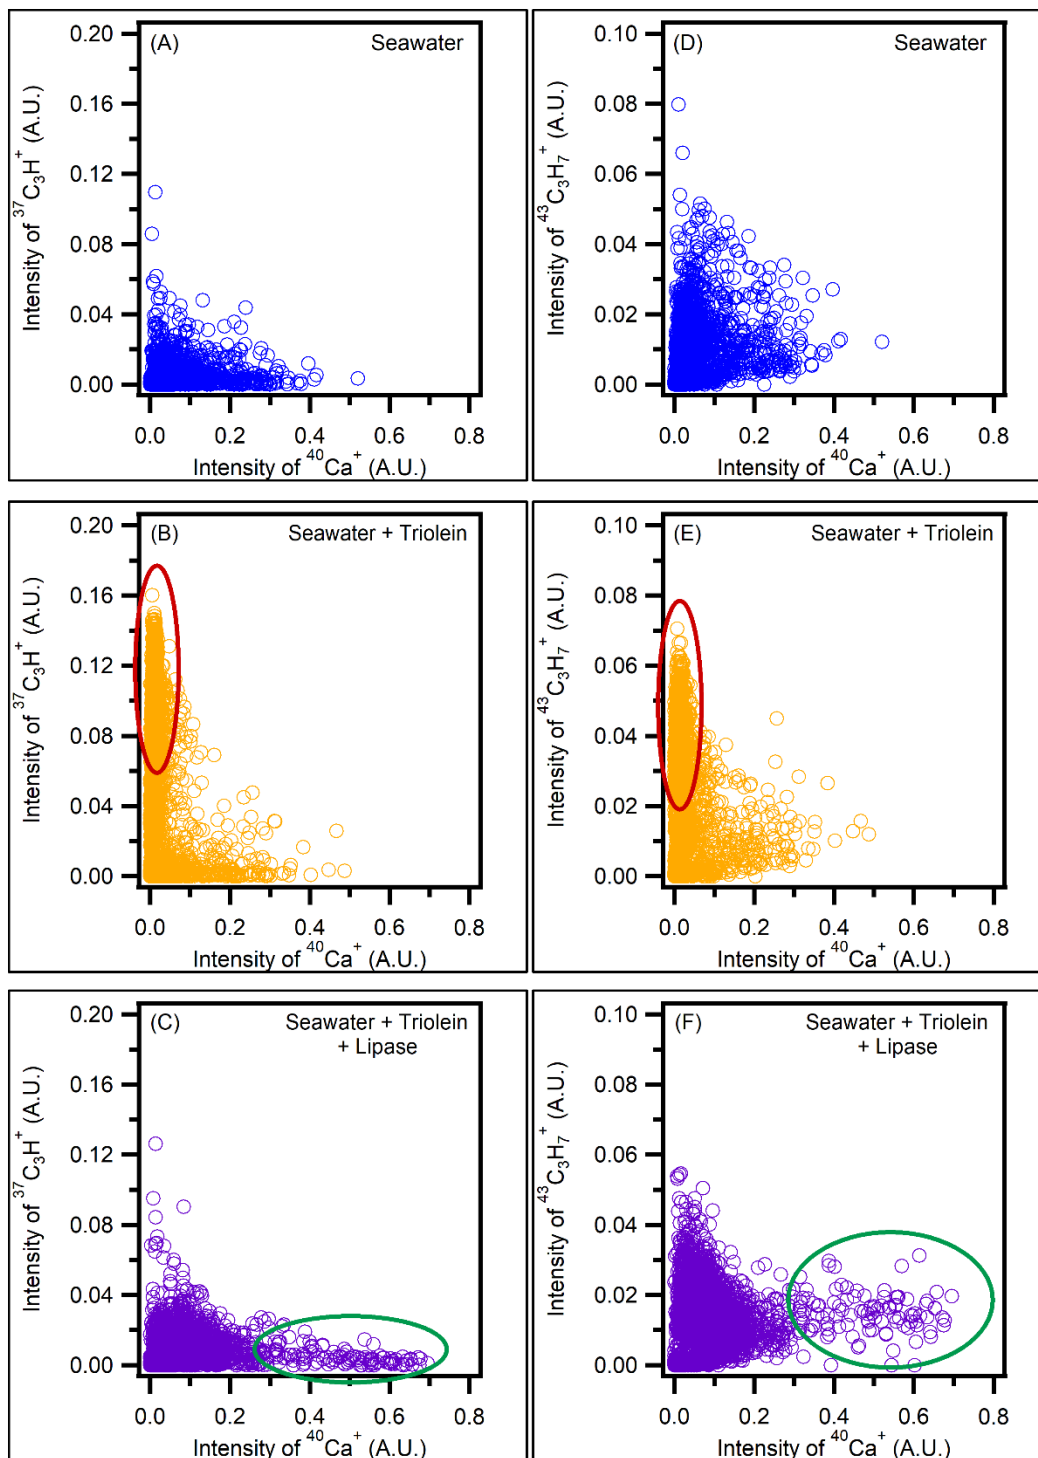 (A) Seawater
0.20
0.16
0.12
0.08
0.04
0.00
Intensity of ³⁷C₃H⁺ (A.U.)
0.0 0.2 0.4 0.6 0.8
Intensity of ⁴⁰Ca⁺ (A.U.)
(D) Seawater
0.10
0.08
0.06
0.04
0.02
0.00
Intensity of ⁴³C₃H₇⁺ (A.U.)
0.0 0.2 0.4 0.6 0.8
Intensity of ⁴⁰Ca⁺ (A.U.)
(B) Seawater + Triolein
0.20
0.16
0.12
0.08
0.04
0.00
Intensity of ³⁷C₃H⁺ (A.U.)
0.0 0.2 0.4 0.6 0.8
Intensity of ⁴⁰Ca⁺ (A.U.)
(E) Seawater + Triolein
0.10
0.08
0.06
0.04
0.02
0.00
Intensity of ⁴³C₃H₇⁺ (A.U.)
0.0 0.2 0.4 0.6 0.8
Intensity of ⁴⁰Ca⁺ (A.U.)
(C) Seawater + Triolein
+ Lipase
0.20
0.16
0.12
0.08
0.04
0.00
Intensity of ³⁷C₃H⁺ (A.U.)
0.0 0.2 0.4 0.6 0.8
Intensity of ⁴⁰Ca⁺ (A.U.)
(F) Seawater + Triolein
+ Lipase
0.10
0.08
0.06
0.04
0.02
0.00
Intensity of ⁴³C₃H₇⁺ (A.U.)
0.0 0.2 0.4 0.6 0.8
Intensity of ⁴⁰Ca⁺ (A.U.)